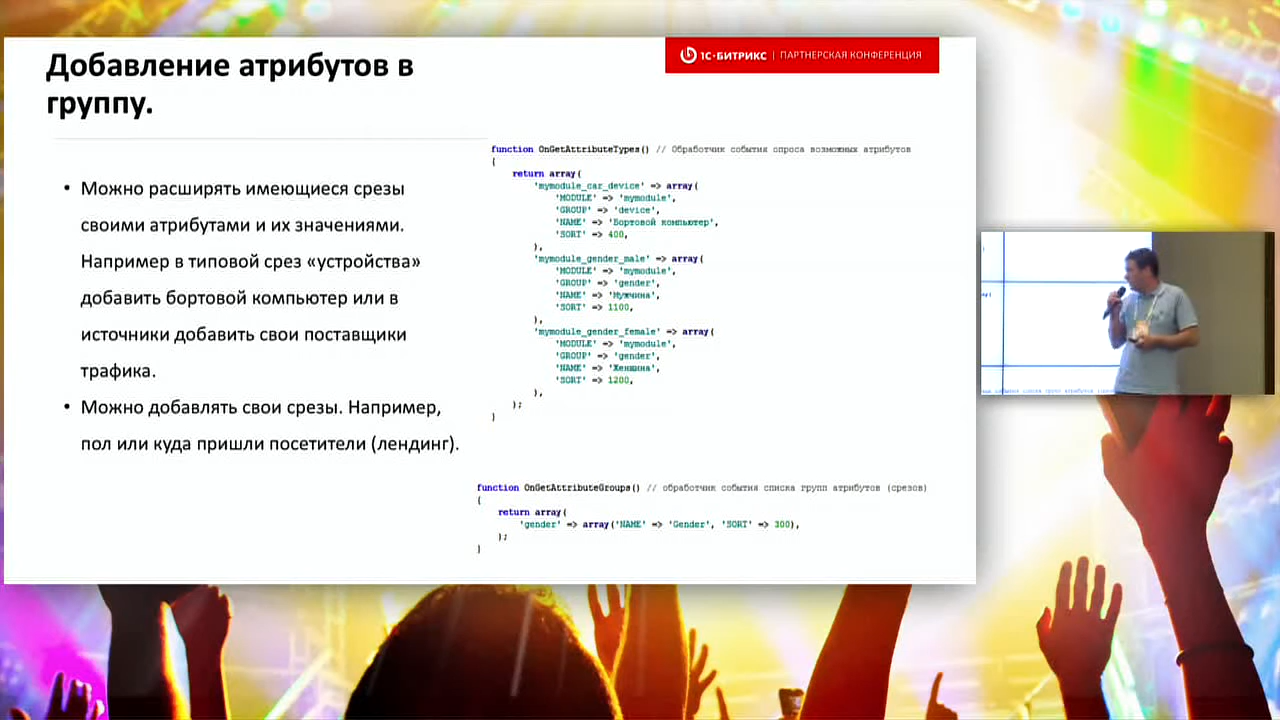 Добавление атрибутов в
группу.
1С-БИТРИКС | ПАРТНЕРСКАЯ КОНФЕРЕНЦИЯ
• Можно расширять имеющиеся срезы
своими атрибутами и их значениями.
Например в типовой срез «устройства»
добавить бортовой компьютер или в
источники добавить свои поставщики
трафика.
• Можно добавлять свои срезы. Например,
пол или куда пришли посетители (лендинг).
function OnGetAttributeTypes() // Обработчик события опроса возможных атрибутов
{
return array(
'mymodule_car_device' => array(
'MODULE' => 'mymodule',
'GROUP' => 'device',
'NAME' => 'Бортовой компьютер',
'SORT' => 400,
),
'mymodule_gender_male' => array(
'MODULE' => 'mymodule',
'GROUP' => 'gender',
'NAME' => 'Мужчина',
'SORT' => 1100,
),
'mymodule_gender_female' => array(
'MODULE' => 'mymodule',
'GROUP' => 'gender',
'NAME' => 'Женщина',
'SORT' => 1200,
),
);
}
function OnGetAttributeGroups() // обработчик события списка групп атрибутов (срезов)
{
return array(
'gender' => array('NAME' => 'Gender', 'SORT' => 300),
);
}